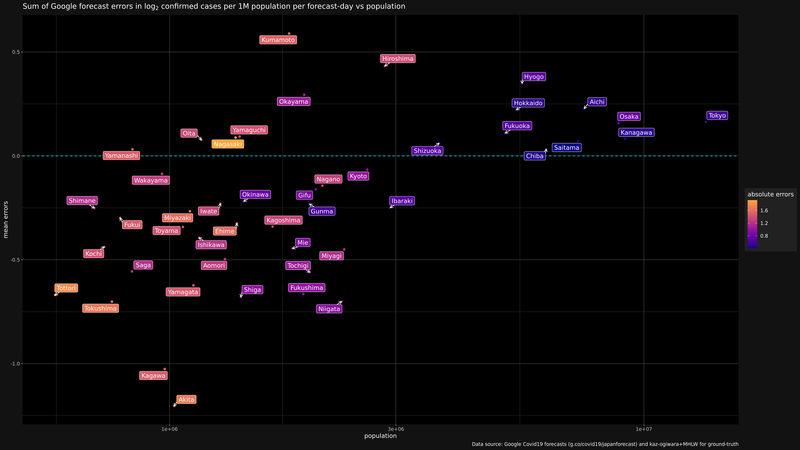 Sum of Google forecast errors in log2 confirmed cases per 1M population per forecast-day vs population
Kumamoto
0.5
Hiroshima
Hyogo
Okayama
Hokkaido
Aichi
Osaka
Tokyo
Fukuoka
Oita
Yamaguchi
Kanagawa
Nagasaki
Saitama
Shizuoka
Yamanashi
0.0
Chiba
Wakayama
Nagano
Kyoto
absolute errors
Okinawa
Gifu
1.6
Shimane
Ibaraki
1.2
Iwate
Gunma
0.8
mean errors
Miyazaki
Kagoshima
Fukui
Toyama
Ehime
Ishikawa
Mie
Kochi
Miyagi
-0.5
Saga
Aomori
Tochigi
Tottori
Yamagata
Shiga
Fukushima
Tokushima
Niigata
-1.0
Kagawa
Akita
1e+06
3e+06
1e+07
population
Data source: Google Covid19 forecasts (g.co/covid19/japanforecast) and kaz-ogiwara+MHLW for ground-truth